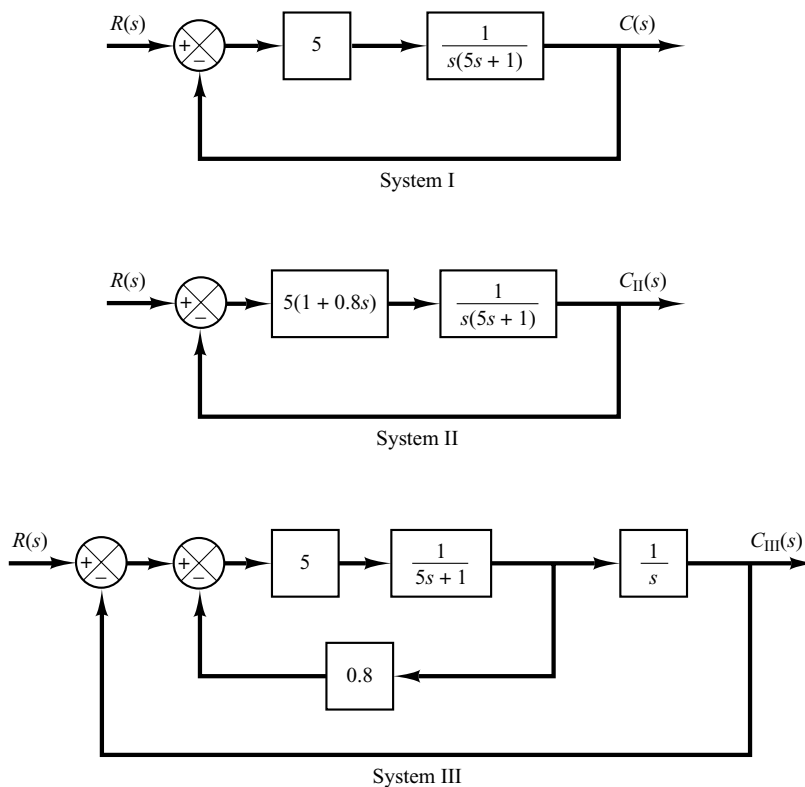 R(s) + − 5 1 C(s)
s(5s + 1)
System I
R(s) + − 5(1 + 0.8s) 1 C_II(s)
s(5s + 1)
System II
R(s) + − + − 5 1 1 C_III(s)
5s + 1 s
0.8
System III